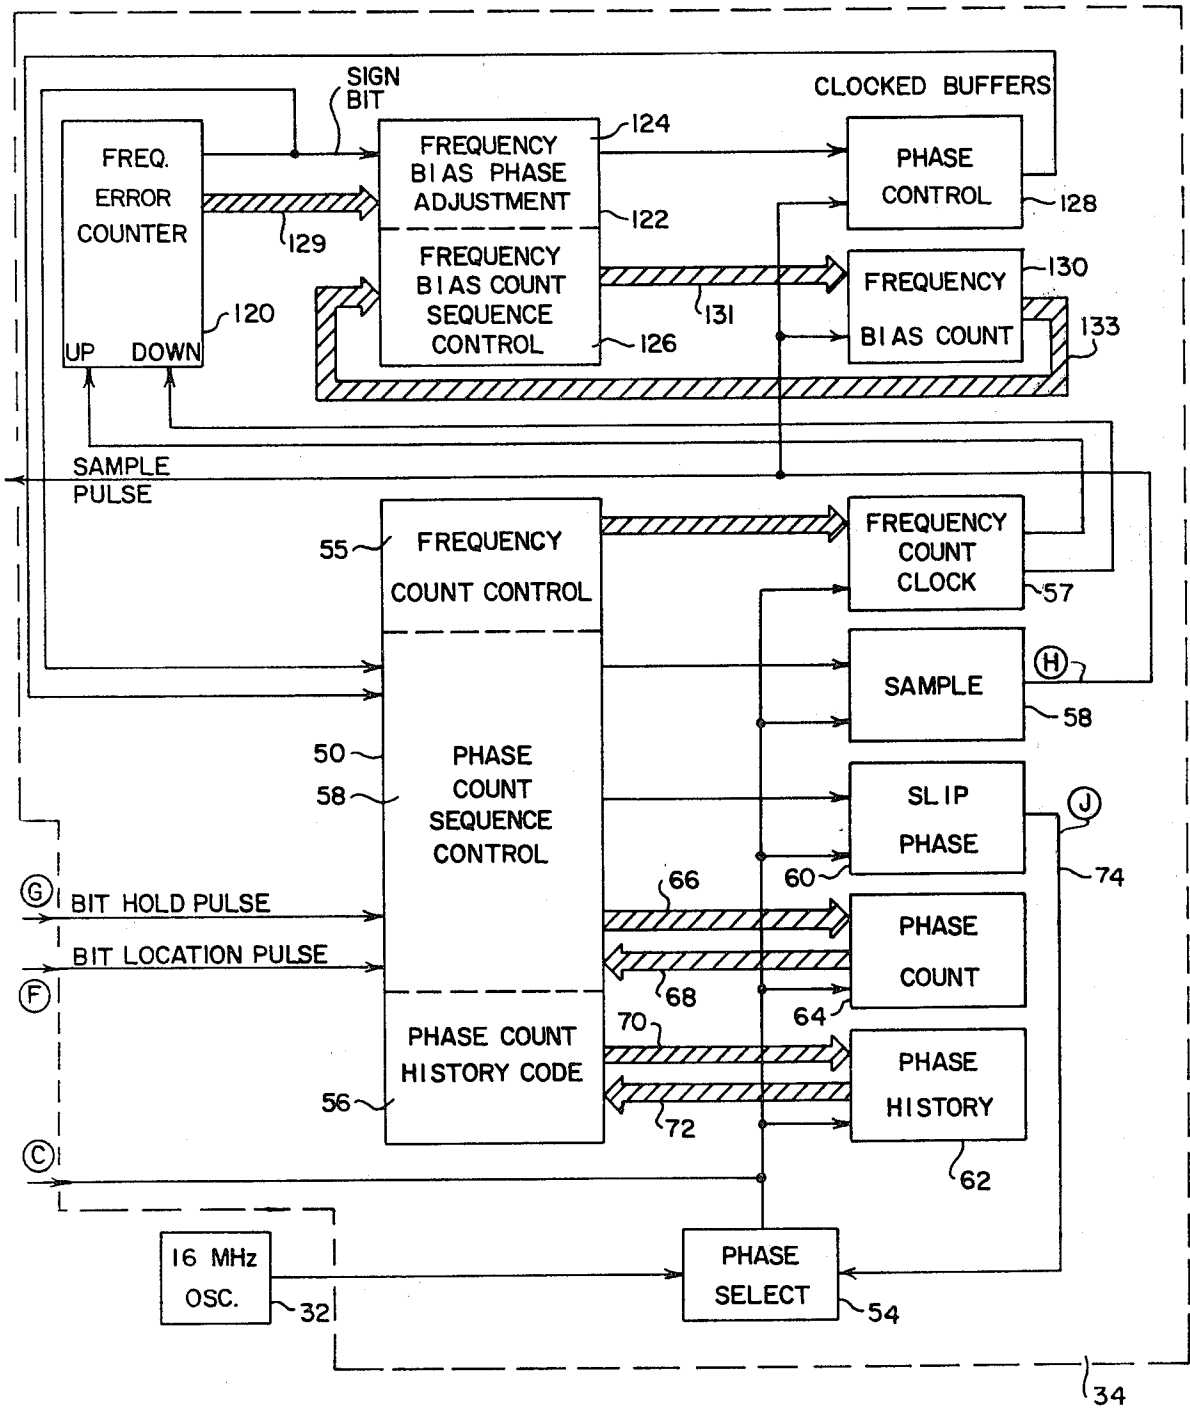 SIGN
BIT
CLOCKED BUFFERS
FREQ.
ERROR
COUNTER
UP DOWN
120
129
FREQUENCY
BIAS PHASE
ADJUSTMENT
124
122
FREQUENCY
BIAS COUNT
SEQUENCE
CONTROL
126
PHASE
CONTROL
128
131
FREQUENCY
BIAS COUNT
130
133
SAMPLE
PULSE
55
FREQUENCY
COUNT CONTROL
FREQUENCY
COUNT
CLOCK
57
SAMPLE
H
58
50
58
PHASE
COUNT
SEQUENCE
CONTROL
SLIP
PHASE
60
J
74
G
BIT HOLD PULSE
BIT LOCATION PULSE
F
66
68
PHASE
COUNT
64
PHASE COUNT
HISTORY CODE
56
70
72
PHASE
HISTORY
62
C
16 MHz
OSC.
32
PHASE
SELECT
54
34